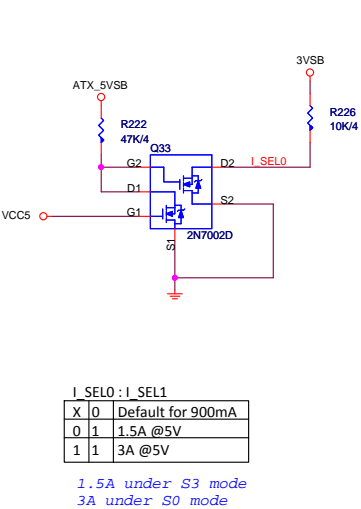 3VSB
ATX_5VSB
R222
47K/4
R226
10K/4
Q33
G2
D2
I_SEL0
D1
S2
VCC5
G1
2N7002D
S1
I_SEL0 : I_SEL1
X 0 Default for 900mA
0 1 1.5A @5V
1 1 3A @5V
1.5A under S3 mode
3A under S0 mode